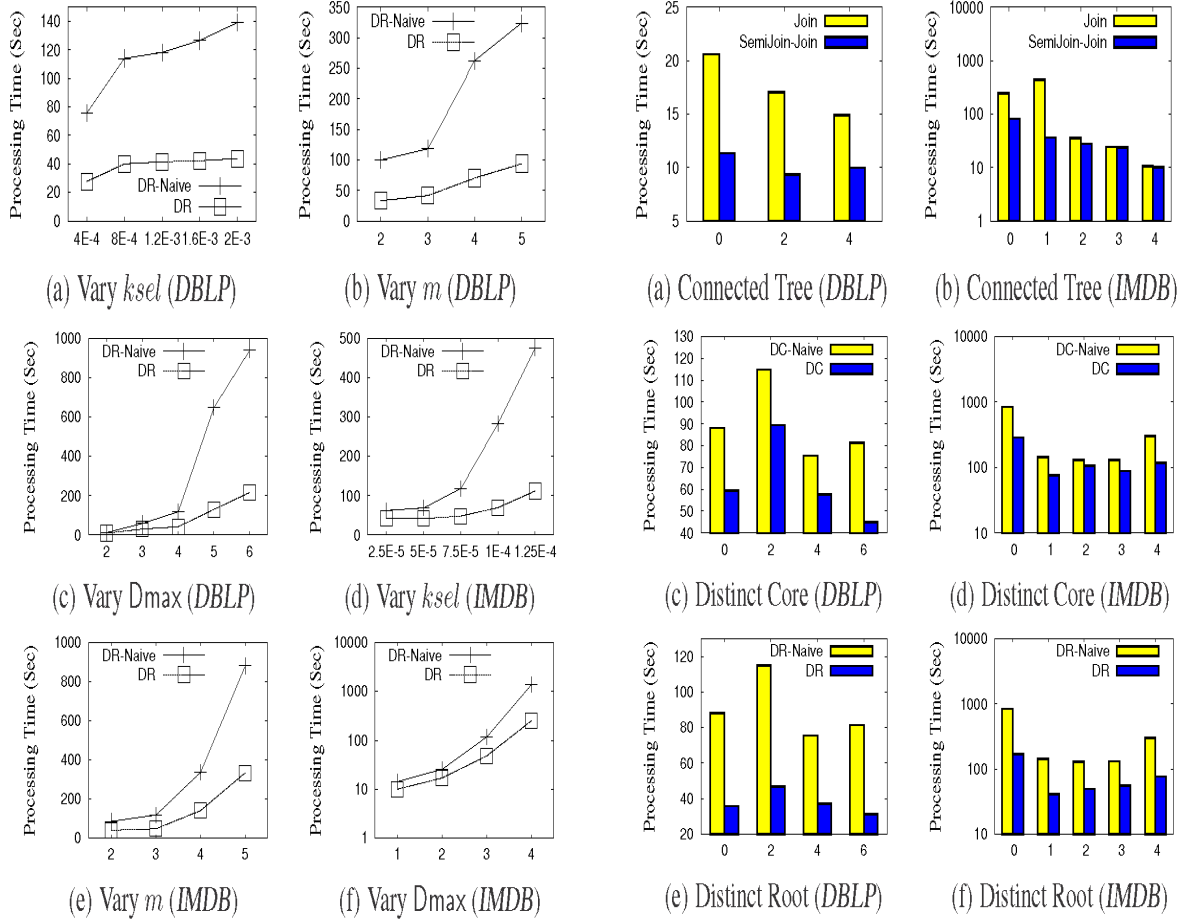 Processing Time (Sec)
140
120
100
80
60
40
20
0
DR-Naive
DR
4E-4 8E-4 1.2E-3 1.6E-3 2E-3
(a) Vary ksel (DBLP)
Processing Time (Sec)
350
300
250
200
150
100
50
0
DR-Naive
DR
2 3 4 5
(b) Vary m (DBLP)
Processing Time (Sec)
25
20
15
10
5
Join
SemiJoin-Join
0 2 4
(a) Connected Tree (DBLP)
Processing Time (Sec)
10000
1000
100
10
1
Join
SemiJoin-Join
0 1 2 3 4
(b) Connected Tree (IMDB)
Processing Time (Sec)
1000
800
600
400
200
0
DR-Naive
DR
2 3 4 5 6
(c) Vary Dmax (DBLP)
Processing Time (Sec)
500
400
300
200
100
0
DR-Naive
DR
2.5E-5 5E-5 7.5E-5 1E-4 1.25E-4
(d) Vary ksel (IMDB)
Processing Time (Sec)
130
120
110
100
90
80
70
60
50
40
DC-Naive
DC
0 2 4 6
(c) Distinct Core (DBLP)
Processing Time (Sec)
10000
1000
100
10
DC-Naive
DC
0 1 2 3 4
(d) Distinct Core (IMDB)
Processing Time (Sec)
1000
800
600
400
200
0
DR-Naive
DR
2 3 4 5
(e) Vary m (IMDB)
Processing Time (Sec)
10000
1000
100
10
1
DR-Naive
DR
1 2 3 4
(f) Vary Dmax (IMDB)
Processing Time (Sec)
120
100
80
60
40
20
DR-Naive
DR
0 2 4 6
(e) Distinct Root (DBLP)
Processing Time (Sec)
10000
1000
100
10
DR-Naive
DR
0 1 2 3 4
(f) Distinct Root (IMDB)